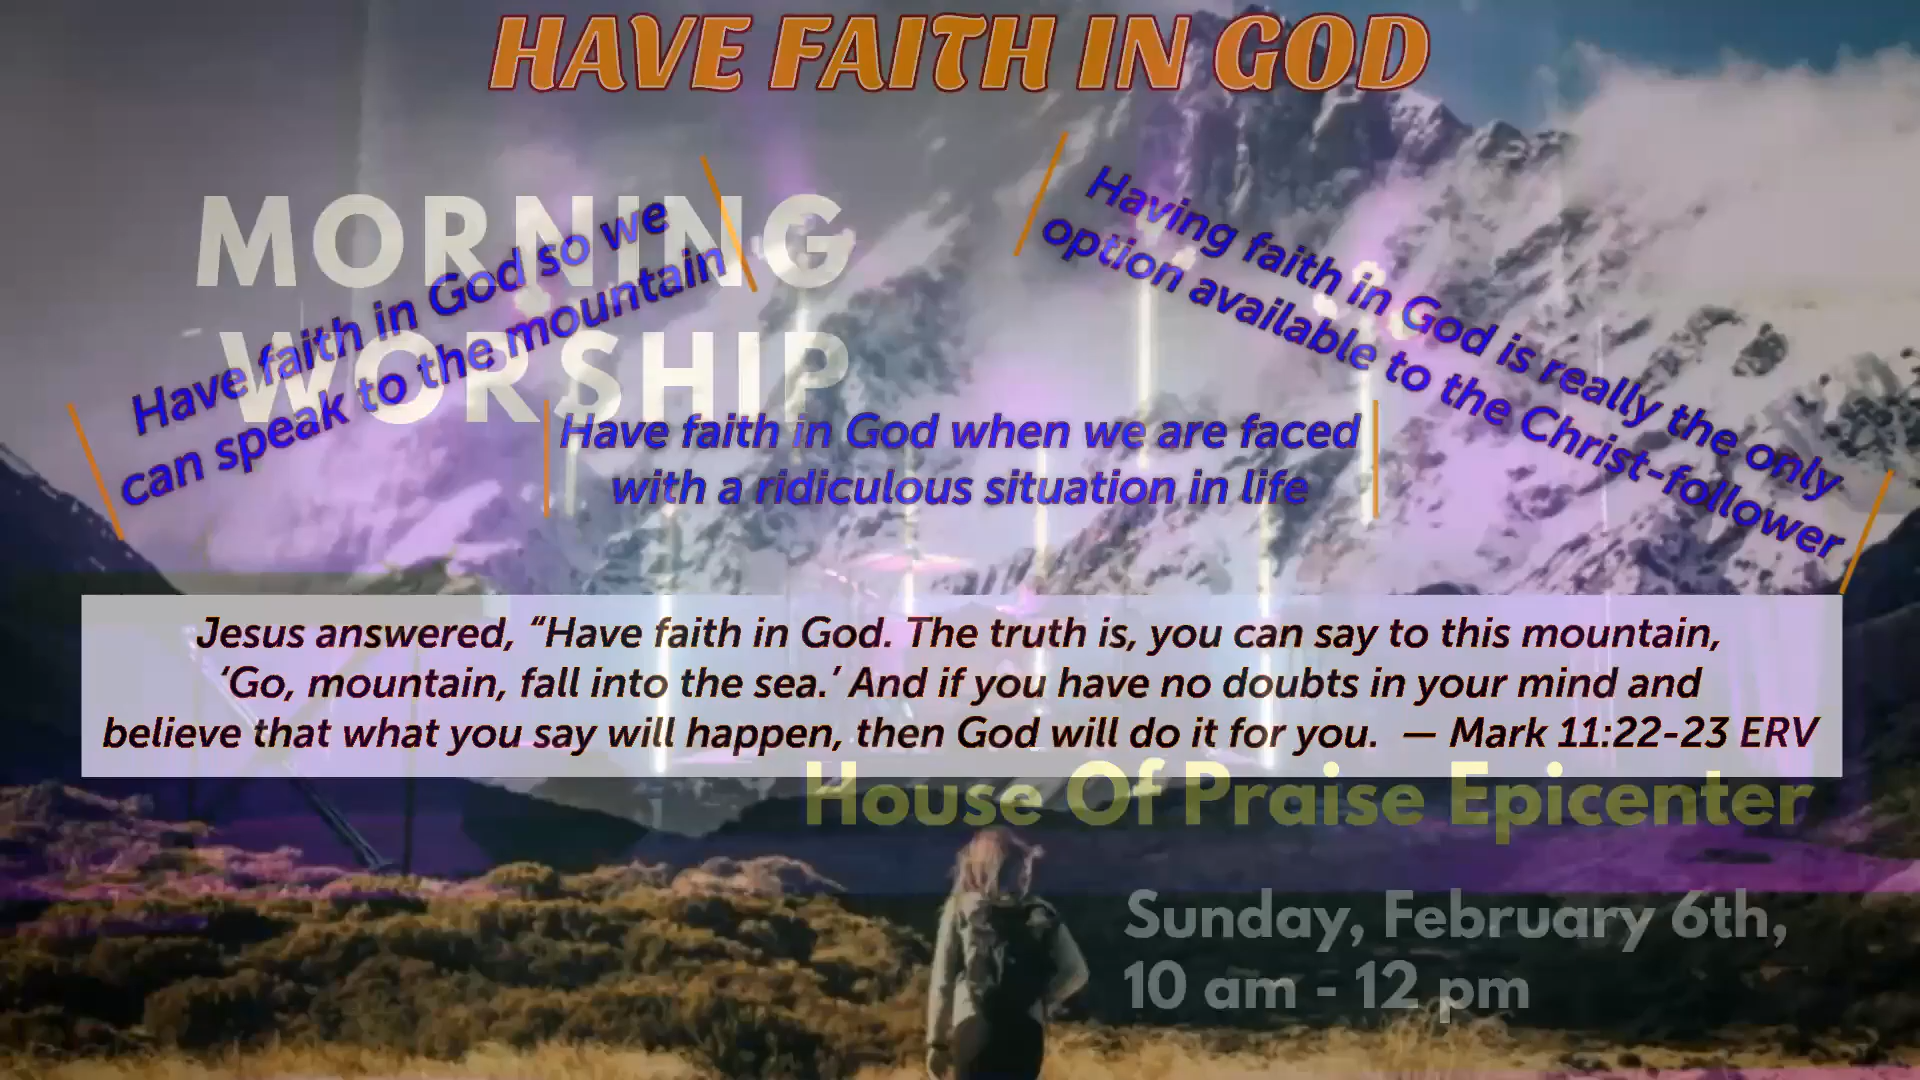 HAVE FAITH IN GOD
MORNING
WORSHIP
Have faith in God so we
can speak to the mountain
Having faith in God is really the only
option available to the Christ-follower
Have faith in God when we are faced
with a ridiculous situation in life
Jesus answered, “Have faith in God. The truth is, you can say to this mountain,
‘Go, mountain, fall into the sea.’ And if you have no doubts in your mind and
believe that what you say will happen, then God will do it for you. — Mark 11:22-23 ERV
House Of Praise Epicenter
Sunday, February 6th,
10 am - 12 pm